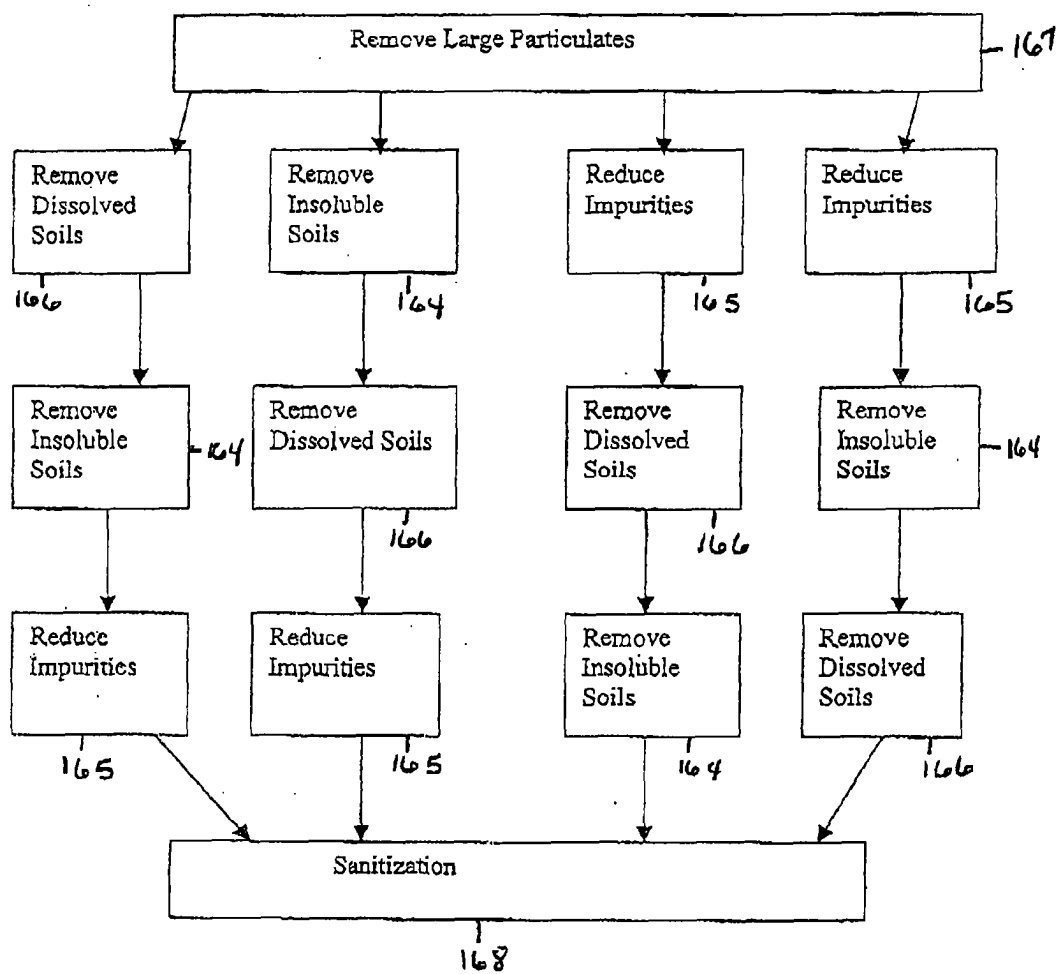 Remove Large Particulates
167
Remove
Dissolved
Soils
166
Remove
Insoluble
Soils
164
Reduce
Impurities
165
Reduce
Impurities
165
Remove
Insoluble
Soils
164
Remove
Dissolved Soils
166
Remove
Dissolved
Soils
166
Remove
Insoluble
Soils
164
Reduce
Impurities
165
Reduce
Impurities
165
Remove
Insoluble
Soils
164
Remove
Dissolved
Soils
166
Sanitization
168